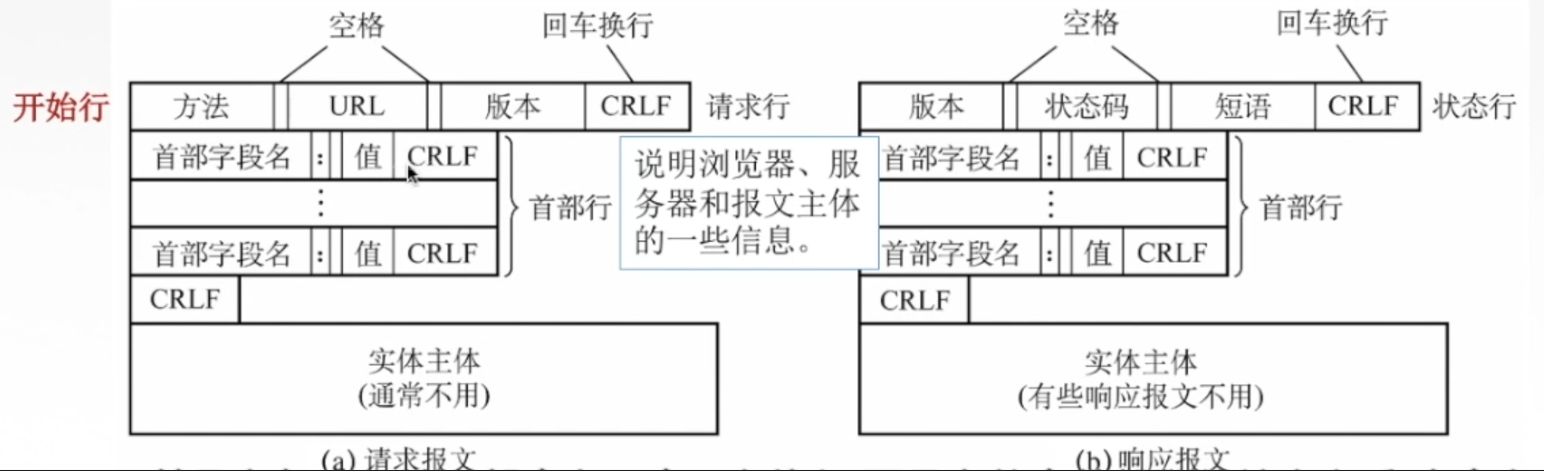 空格 回车换行 空格 回车换行
开始行 方法 URL 版本 CRLF 请求行 版本 状态码 短语 CRLF 状态行
首部字段名 : 值 CRLF 首部字段名 : 值 CRLF
⋮ 首部行 ⋮ 首部行
首部字段名 : 值 CRLF 首部字段名 : 值 CRLF
说明浏览器、服
务器和报文主体
的一些信息。
CRLF CRLF
实体主体 实体主体
(通常不用) (有些响应报文不用)
(a) 请求报文 (b) 响应报文